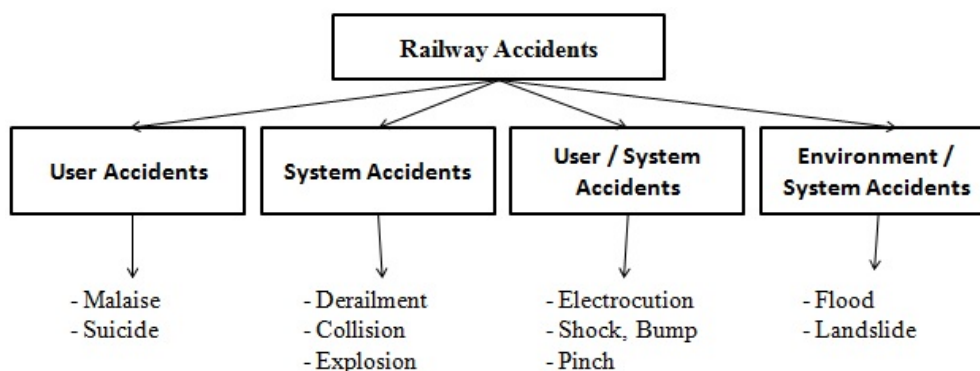 Railway Accidents
User Accidents
System Accidents
User / System
Accidents
Environment /
System Accidents
- Malaise
- Suicide
- Derailment
- Collision
- Explosion
- Electrocution
- Shock, Bump
- Pinch
- Flood
- Landslide